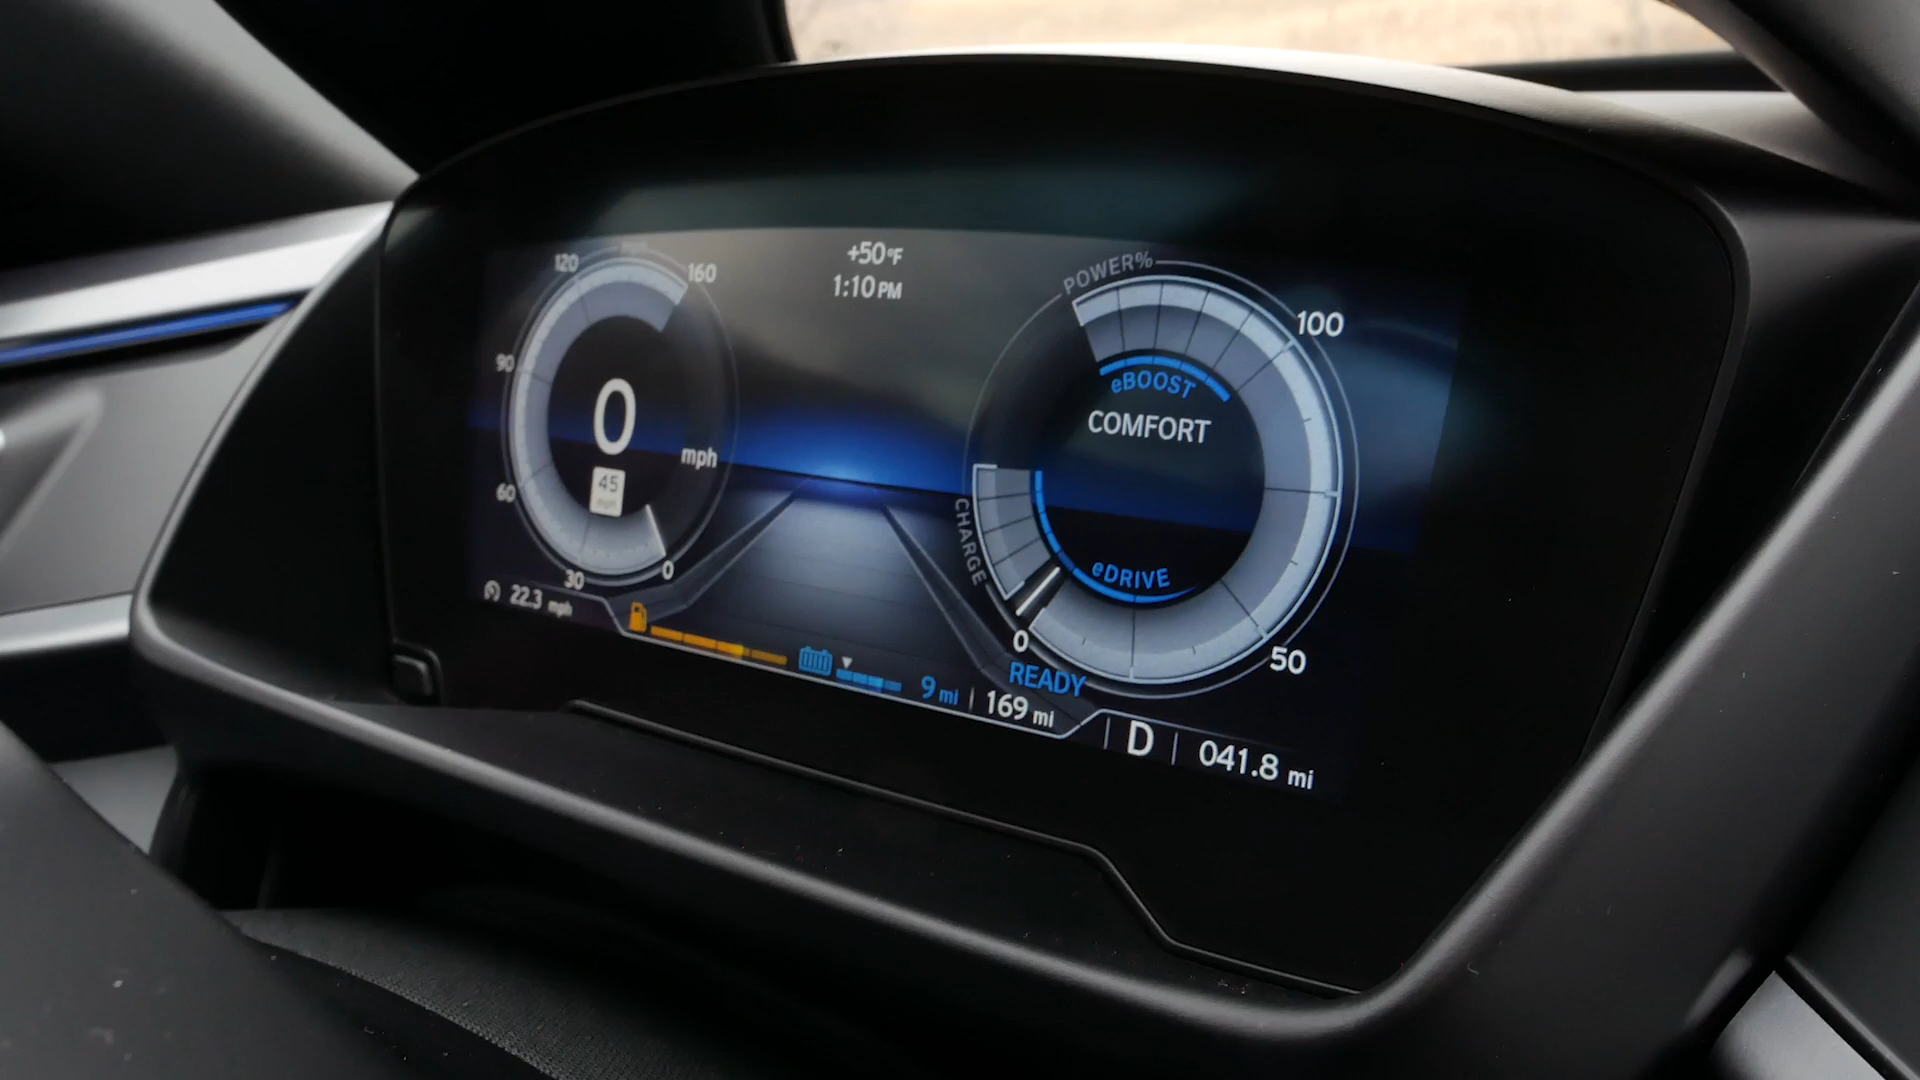 +50°F
1:10 PM
120
160
90
60
30
0
0
mph
45
22.3 mph
POWER%
100
50
0
CHARGE
eBOOST
COMFORT
eDRIVE
READY
9 mi
169 mi
D
041.8 mi